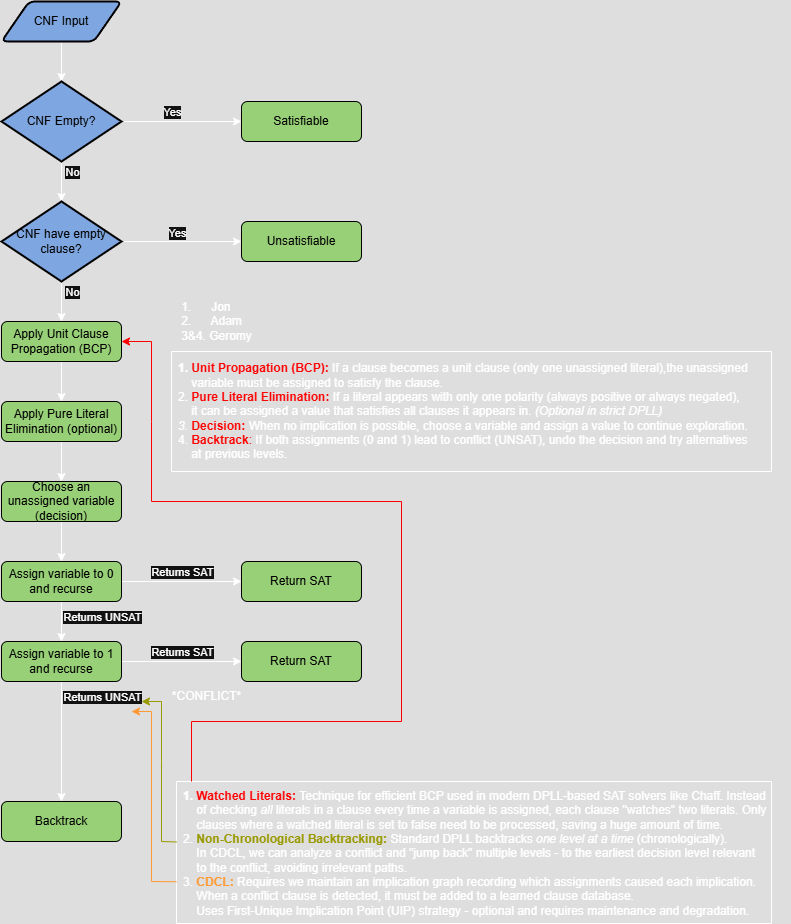 CNF Input
CNF Empty?
Yes
Satisfiable
No
CNF have empty
clause?
Yes
Unsatisfiable
No
1. Jon
2. Adam
3&4. Geromy
Apply Unit Clause
Propagation (BCP)
1. Unit Propagation (BCP): If a clause becomes a unit clause (only one unassigned literal),the unassigned
variable must be assigned to satisfy the clause.
2. Pure Literal Elimination: If a literal appears with only one polarity (always positive or always negated),
it can be assigned a value that satisfies all clauses it appears in. (Optional in strict DPLL)
3. Decision: When no implication is possible, choose a variable and assign a value to continue exploration.
4. Backtrack: If both assignments (0 and 1) lead to conflict (UNSAT), undo the decision and try alternatives
at previous levels.
Apply Pure Literal
Elimination (optional)
Choose an
unassigned variable
(decision)
Assign variable to 0
and recurse
Returns SAT
Return SAT
Returns UNSAT
Assign variable to 1
and recurse
Returns SAT
Return SAT
Returns UNSAT
*CONFLICT*
Backtrack
1. Watched Literals: Technique for efficient BCP used in modern DPLL-based SAT solvers like Chaff. Instead
of checking all literals in a clause every time a variable is assigned, each clause "watches" two literals. Only
clauses where a watched literal is set to false need to be processed, saving a huge amount of time.
2. Non-Chronological Backtracking: Standard DPLL backtracks one level at a time (chronologically).
In CDCL, we can analyze a conflict and "jump back" multiple levels - to the earliest decision level relevant
to the conflict, avoiding irrelevant paths.
3. CDCL: Requires we maintain an implication graph recording which assignments caused each implication.
When a conflict clause is detected, it must be added to a learned clause database.
Uses First-Unique Implication Point (UIP) strategy - optional and requires maintenance and degradation.